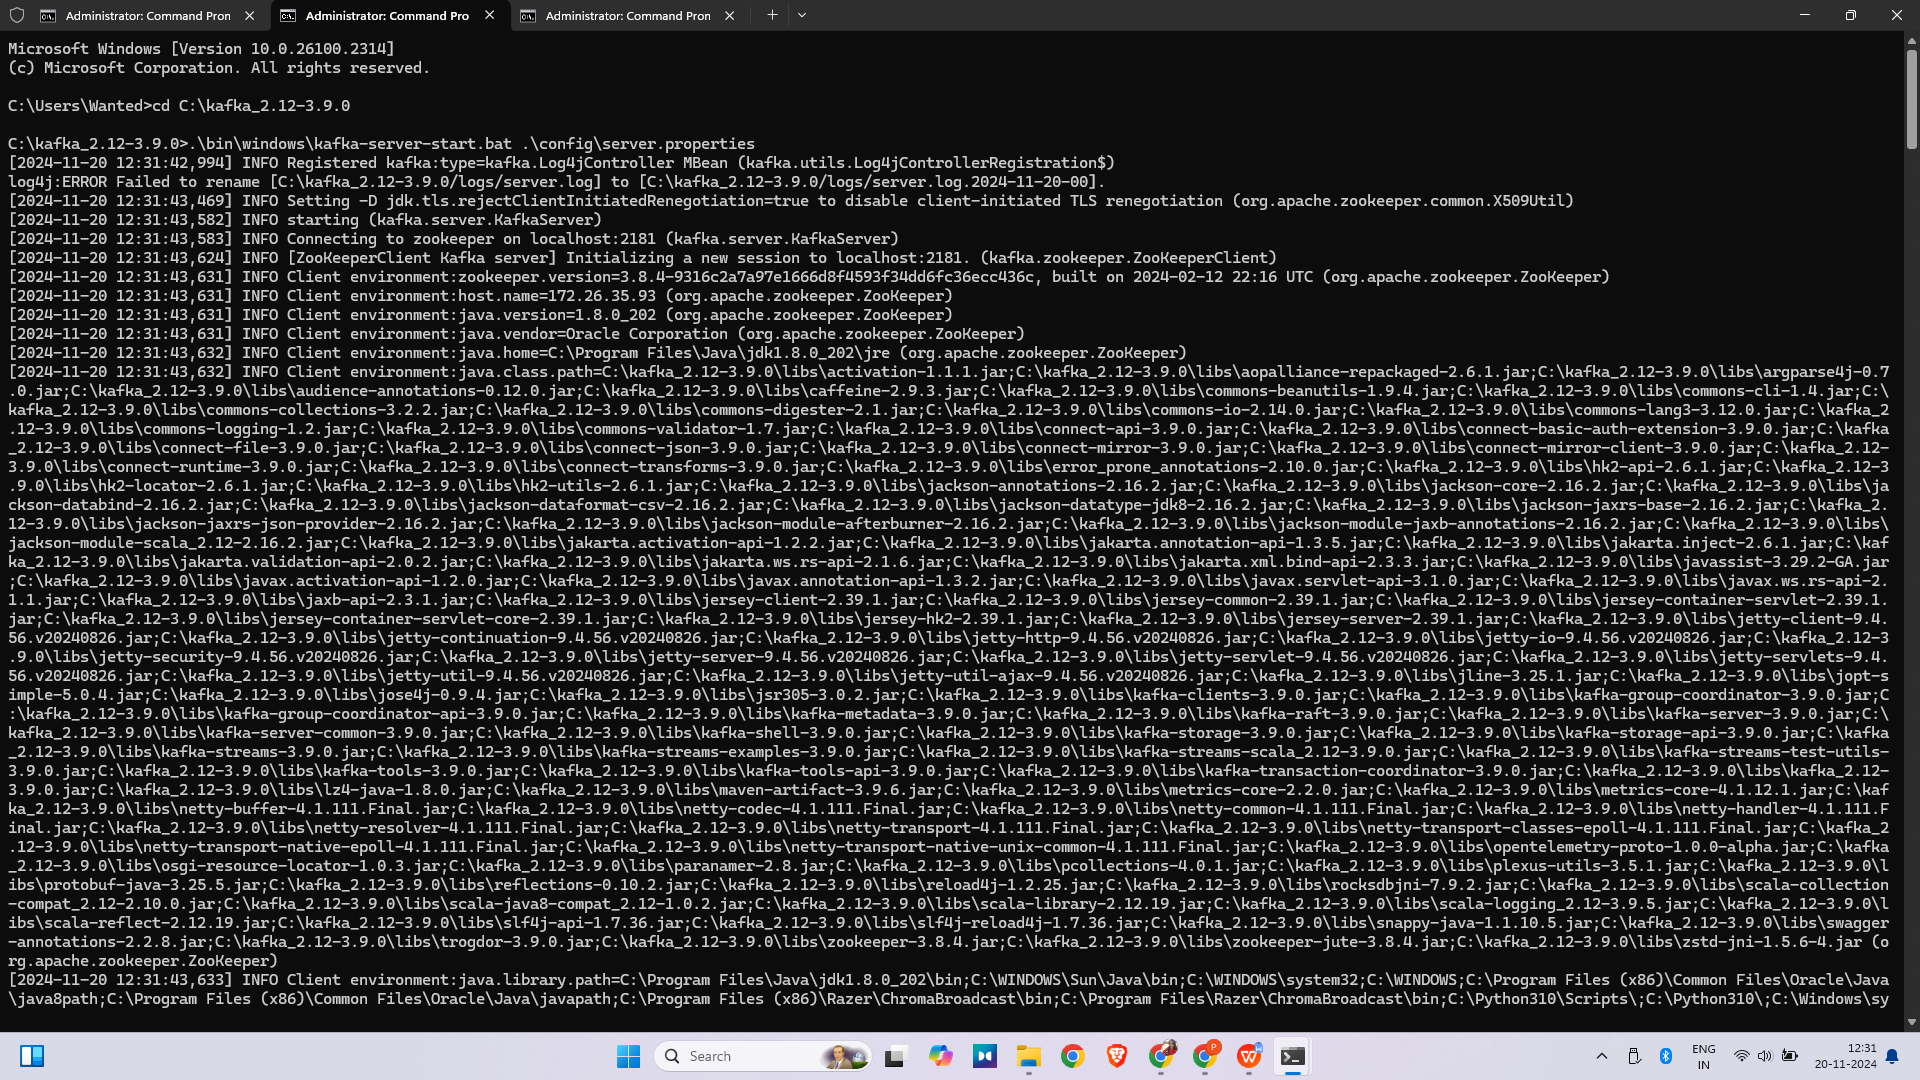 Administrator: Command Pron
Administrator: Command Pro
Administrator: Command Pron
Microsoft Windows [Version 10.0.26100.2314]
(c) Microsoft Corporation. All rights reserved.
C:\Users\Wanted>cd C:\kafka_2.12-3.9.0
C:\kafka_2.12-3.9.0>.\bin\windows\kafka-server-start.bat .\config\server.properties
[2024-11-20 12:31:42,994] INFO Registered kafka:type=kafka.Log4jController MBean (kafka.utils.Log4jControllerRegistration$)
log4j:ERROR Failed to rename [C:\kafka_2.12-3.9.0/logs/server.log] to [C:\kafka_2.12-3.9.0/logs/server.log.2024-11-20-00].
[2024-11-20 12:31:43,469] INFO Setting -D jdk.tls.rejectClientInitiatedRenegotiation=true to disable client-initiated TLS renegotiation (org.apache.zookeeper.common.X509Util)
[2024-11-20 12:31:43,582] INFO starting (kafka.server.KafkaServer)
[2024-11-20 12:31:43,583] INFO Connecting to zookeeper on localhost:2181 (kafka.server.KafkaServer)
[2024-11-20 12:31:43,624] INFO [ZooKeeperClient Kafka server] Initializing a new session to localhost:2181. (kafka.zookeeper.ZooKeeperClient)
[2024-11-20 12:31:43,631] INFO Client environment:zookeeper.version=3.8.4-9316c2a7a97e1666d8f4593f34dd6fc36ecc436c, built on 2024-02-12 22:16 UTC (org.apache.zookeeper.ZooKeeper)
[2024-11-20 12:31:43,631] INFO Client environment:host.name=172.26.35.93 (org.apache.zookeeper.ZooKeeper)
[2024-11-20 12:31:43,631] INFO Client environment:java.version=1.8.0_202 (org.apache.zookeeper.ZooKeeper)
[2024-11-20 12:31:43,631] INFO Client environment:java.vendor=Oracle Corporation (org.apache.zookeeper.ZooKeeper)
[2024-11-20 12:31:43,632] INFO Client environment:java.home=C:\Program Files\Java\jdk1.8.0_202\jre (org.apache.zookeeper.ZooKeeper)
[2024-11-20 12:31:43,632] INFO Client environment:java.class.path=C:\kafka_2.12-3.9.0\libs\activation-1.1.1.jar;C:\kafka_2.12-3.9.0\libs\aopalliance-repackaged-2.6.1.jar;C:\kafka_2.12-3.9.0\libs\argparse4j-0.7
.0.jar;C:\kafka_2.12-3.9.0\libs\audience-annotations-0.12.0.jar;C:\kafka_2.12-3.9.0\libs\caffeine-2.9.3.jar;C:\kafka_2.12-3.9.0\libs\commons-beanutils-1.9.4.jar;C:\kafka_2.12-3.9.0\libs\commons-cli-1.4.jar;C:\
kafka_2.12-3.9.0\libs\commons-collections-3.2.2.jar;C:\kafka_2.12-3.9.0\libs\commons-digester-2.1.jar;C:\kafka_2.12-3.9.0\libs\commons-io-2.14.0.jar;C:\kafka_2.12-3.9.0\libs\commons-lang3-3.12.0.jar;C:\kafka_2
.12-3.9.0\libs\commons-logging-1.2.jar;C:\kafka_2.12-3.9.0\libs\commons-validator-1.7.jar;C:\kafka_2.12-3.9.0\libs\connect-api-3.9.0.jar;C:\kafka_2.12-3.9.0\libs\connect-basic-auth-extension-3.9.0.jar;C:\kafka
_2.12-3.9.0\libs\connect-file-3.9.0.jar;C:\kafka_2.12-3.9.0\libs\connect-json-3.9.0.jar;C:\kafka_2.12-3.9.0\libs\connect-mirror-3.9.0.jar;C:\kafka_2.12-3.9.0\libs\connect-mirror-client-3.9.0.jar;C:\kafka_2.12-
3.9.0\libs\connect-runtime-3.9.0.jar;C:\kafka_2.12-3.9.0\libs\connect-transforms-3.9.0.jar;C:\kafka_2.12-3.9.0\libs\error_prone_annotations-2.10.0.jar;C:\kafka_2.12-3.9.0\libs\hk2-api-2.6.1.jar;C:\kafka_2.12-3
.9.0\libs\hk2-locator-2.6.1.jar;C:\kafka_2.12-3.9.0\libs\hk2-utils-2.6.1.jar;C:\kafka_2.12-3.9.0\libs\jackson-annotations-2.16.2.jar;C:\kafka_2.12-3.9.0\libs\jackson-core-2.16.2.jar;C:\kafka_2.12-3.9.0\libs\ja
ckson-databind-2.16.2.jar;C:\kafka_2.12-3.9.0\libs\jackson-dataformat-csv-2.16.2.jar;C:\kafka_2.12-3.9.0\libs\jackson-datatype-jdk8-2.16.2.jar;C:\kafka_2.12-3.9.0\libs\jackson-jaxrs-base-2.16.2.jar;C:\kafka_2.
12-3.9.0\libs\jackson-jaxrs-json-provider-2.16.2.jar;C:\kafka_2.12-3.9.0\libs\jackson-module-afterburner-2.16.2.jar;C:\kafka_2.12-3.9.0\libs\jackson-module-jaxb-annotations-2.16.2.jar;C:\kafka_2.12-3.9.0\libs\
jackson-module-scala_2.12-2.16.2.jar;C:\kafka_2.12-3.9.0\libs\jakarta.activation-api-1.2.2.jar;C:\kafka_2.12-3.9.0\libs\jakarta.annotation-api-1.3.5.jar;C:\kafka_2.12-3.9.0\libs\jakarta.inject-2.6.1.jar;C:\kaf
ka_2.12-3.9.0\libs\jakarta.validation-api-2.0.2.jar;C:\kafka_2.12-3.9.0\libs\jakarta.ws.rs-api-2.1.6.jar;C:\kafka_2.12-3.9.0\libs\jakarta.xml.bind-api-2.3.3.jar;C:\kafka_2.12-3.9.0\libs\javassist-3.29.2-GA.jar
;C:\kafka_2.12-3.9.0\libs\javax.activation-api-1.2.0.jar;C:\kafka_2.12-3.9.0\libs\javax.annotation-api-1.3.2.jar;C:\kafka_2.12-3.9.0\libs\javax.servlet-api-3.1.0.jar;C:\kafka_2.12-3.9.0\libs\javax.ws.rs-api-2.
1.1.jar;C:\kafka_2.12-3.9.0\libs\jaxb-api-2.3.1.jar;C:\kafka_2.12-3.9.0\libs\jersey-client-2.39.1.jar;C:\kafka_2.12-3.9.0\libs\jersey-common-2.39.1.jar;C:\kafka_2.12-3.9.0\libs\jersey-container-servlet-2.39.1.
jar;C:\kafka_2.12-3.9.0\libs\jersey-container-servlet-core-2.39.1.jar;C:\kafka_2.12-3.9.0\libs\jersey-hk2-2.39.1.jar;C:\kafka_2.12-3.9.0\libs\jersey-server-2.39.1.jar;C:\kafka_2.12-3.9.0\libs\jetty-client-9.4.
56.v20240826.jar;C:\kafka_2.12-3.9.0\libs\jetty-continuation-9.4.56.v20240826.jar;C:\kafka_2.12-3.9.0\libs\jetty-http-9.4.56.v20240826.jar;C:\kafka_2.12-3.9.0\libs\jetty-io-9.4.56.v20240826.jar;C:\kafka_2.12-3
.9.0\libs\jetty-security-9.4.56.v20240826.jar;C:\kafka_2.12-3.9.0\libs\jetty-server-9.4.56.v20240826.jar;C:\kafka_2.12-3.9.0\libs\jetty-servlet-9.4.56.v20240826.jar;C:\kafka_2.12-3.9.0\libs\jetty-servlets-9.4.
56.v20240826.jar;C:\kafka_2.12-3.9.0\libs\jetty-util-9.4.56.v20240826.jar;C:\kafka_2.12-3.9.0\libs\jetty-util-ajax-9.4.56.v20240826.jar;C:\kafka_2.12-3.9.0\libs\jline-3.25.1.jar;C:\kafka_2.12-3.9.0\libs\jopt-s
imple-5.0.4.jar;C:\kafka_2.12-3.9.0\libs\jose4j-0.9.4.jar;C:\kafka_2.12-3.9.0\libs\jsr305-3.0.2.jar;C:\kafka_2.12-3.9.0\libs\kafka-clients-3.9.0.jar;C:\kafka_2.12-3.9.0\libs\kafka-group-coordinator-3.9.0.jar;C
:\kafka_2.12-3.9.0\libs\kafka-group-coordinator-api-3.9.0.jar;C:\kafka_2.12-3.9.0\libs\kafka-metadata-3.9.0.jar;C:\kafka_2.12-3.9.0\libs\kafka-raft-3.9.0.jar;C:\kafka_2.12-3.9.0\libs\kafka-server-3.9.0.jar;C:\
kafka_2.12-3.9.0\libs\kafka-server-common-3.9.0.jar;C:\kafka_2.12-3.9.0\libs\kafka-shell-3.9.0.jar;C:\kafka_2.12-3.9.0\libs\kafka-storage-3.9.0.jar;C:\kafka_2.12-3.9.0\libs\kafka-storage-api-3.9.0.jar;C:\kafka
_2.12-3.9.0\libs\kafka-streams-3.9.0.jar;C:\kafka_2.12-3.9.0\libs\kafka-streams-examples-3.9.0.jar;C:\kafka_2.12-3.9.0\libs\kafka-streams-scala_2.12-3.9.0.jar;C:\kafka_2.12-3.9.0\libs\kafka-streams-test-utils-
3.9.0.jar;C:\kafka_2.12-3.9.0\libs\kafka-tools-3.9.0.jar;C:\kafka_2.12-3.9.0\libs\kafka-tools-api-3.9.0.jar;C:\kafka_2.12-3.9.0\libs\kafka-transaction-coordinator-3.9.0.jar;C:\kafka_2.12-3.9.0\libs\kafka_2.12-
3.9.0.jar;C:\kafka_2.12-3.9.0\libs\lz4-java-1.8.0.jar;C:\kafka_2.12-3.9.0\libs\maven-artifact-3.9.6.jar;C:\kafka_2.12-3.9.0\libs\metrics-core-2.2.0.jar;C:\kafka_2.12-3.9.0\libs\metrics-core-4.1.12.1.jar;C:\kaf
ka_2.12-3.9.0\libs\netty-buffer-4.1.111.Final.jar;C:\kafka_2.12-3.9.0\libs\netty-codec-4.1.111.Final.jar;C:\kafka_2.12-3.9.0\libs\netty-common-4.1.111.Final.jar;C:\kafka_2.12-3.9.0\libs\netty-handler-4.1.111.F
inal.jar;C:\kafka_2.12-3.9.0\libs\netty-resolver-4.1.111.Final.jar;C:\kafka_2.12-3.9.0\libs\netty-transport-4.1.111.Final.jar;C:\kafka_2.12-3.9.0\libs\netty-transport-classes-epoll-4.1.111.Final.jar;C:\kafka_2
.12-3.9.0\libs\netty-transport-native-epoll-4.1.111.Final.jar;C:\kafka_2.12-3.9.0\libs\netty-transport-native-unix-common-4.1.111.Final.jar;C:\kafka_2.12-3.9.0\libs\opentelemetry-proto-1.0.0-alpha.jar;C:\kafka
_2.12-3.9.0\libs\osgi-resource-locator-1.0.3.jar;C:\kafka_2.12-3.9.0\libs\paranamer-2.8.jar;C:\kafka_2.12-3.9.0\libs\pcollections-4.0.1.jar;C:\kafka_2.12-3.9.0\libs\plexus-utils-3.5.1.jar;C:\kafka_2.12-3.9.0\l
ibs\protobuf-java-3.25.5.jar;C:\kafka_2.12-3.9.0\libs\reflections-0.10.2.jar;C:\kafka_2.12-3.9.0\libs\reload4j-1.2.25.jar;C:\kafka_2.12-3.9.0\libs\rocksdbjni-7.9.2.jar;C:\kafka_2.12-3.9.0\libs\scala-collection
-compat_2.12-2.10.0.jar;C:\kafka_2.12-3.9.0\libs\scala-java8-compat_2.12-1.0.2.jar;C:\kafka_2.12-3.9.0\libs\scala-library-2.12.19.jar;C:\kafka_2.12-3.9.0\libs\scala-logging_2.12-3.9.5.jar;C:\kafka_2.12-3.9.0\l
ibs\scala-reflect-2.12.19.jar;C:\kafka_2.12-3.9.0\libs\slf4j-api-1.7.36.jar;C:\kafka_2.12-3.9.0\libs\slf4j-reload4j-1.7.36.jar;C:\kafka_2.12-3.9.0\libs\snappy-java-1.1.10.5.jar;C:\kafka_2.12-3.9.0\libs\swagger
-annotations-2.2.8.jar;C:\kafka_2.12-3.9.0\libs\trogdor-3.9.0.jar;C:\kafka_2.12-3.9.0\libs\zookeeper-3.8.4.jar;C:\kafka_2.12-3.9.0\libs\zookeeper-jute-3.8.4.jar;C:\kafka_2.12-3.9.0\libs\zstd-jni-1.5.6-4.jar (o
rg.apache.zookeeper.ZooKeeper)
[2024-11-20 12:31:43,633] INFO Client environment:java.library.path=C:\Program Files\Java\jdk1.8.0_202\bin;C:\WINDOWS\Sun\Java\bin;C:\WINDOWS\system32;C:\WINDOWS;C:\Program Files (x86)\Common Files\Oracle\Java
\java8path;C:\Program Files (x86)\Common Files\Oracle\Java\javapath;C:\Program Files (x86)\Razer\ChromaBroadcast\bin;C:\Program Files\Razer\ChromaBroadcast\bin;C:\Python310\Scripts\;C:\Python310\;C:\Windows\sy
Search
ENG
IN
12:31
20-11-2024